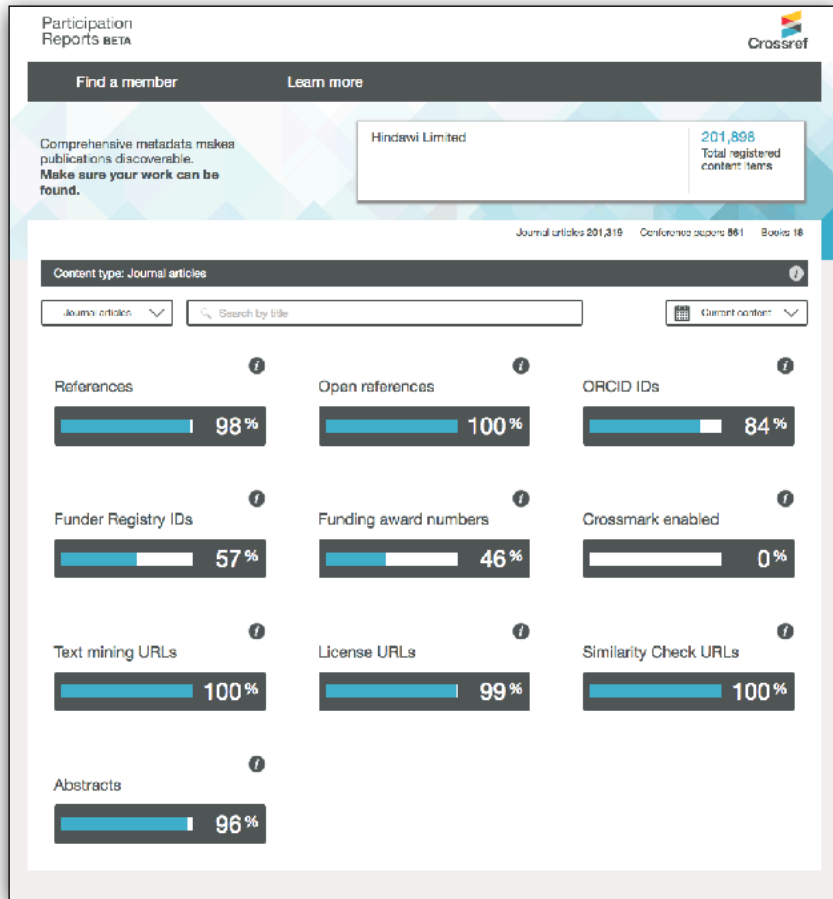 Participation
Reports BETA
Crossref
Find a member
Learn more
Comprehensive metadata makes
publications discoverable.
Make sure your work can be
found.
Hindawi Limited
201,898
Total registered
content items
Journal articles 201,319 Conference papers 561 Books 18
Content type: Journal articles
Journal articles
Search by title
Current content
References
98%
Open references
100%
ORCID IDs
84%
Funder Registry IDs
57%
Funding award numbers
46%
Crossmark enabled
0%
Text mining URLs
100%
License URLs
99%
Similarity Check URLs
100%
Abstracts
96%